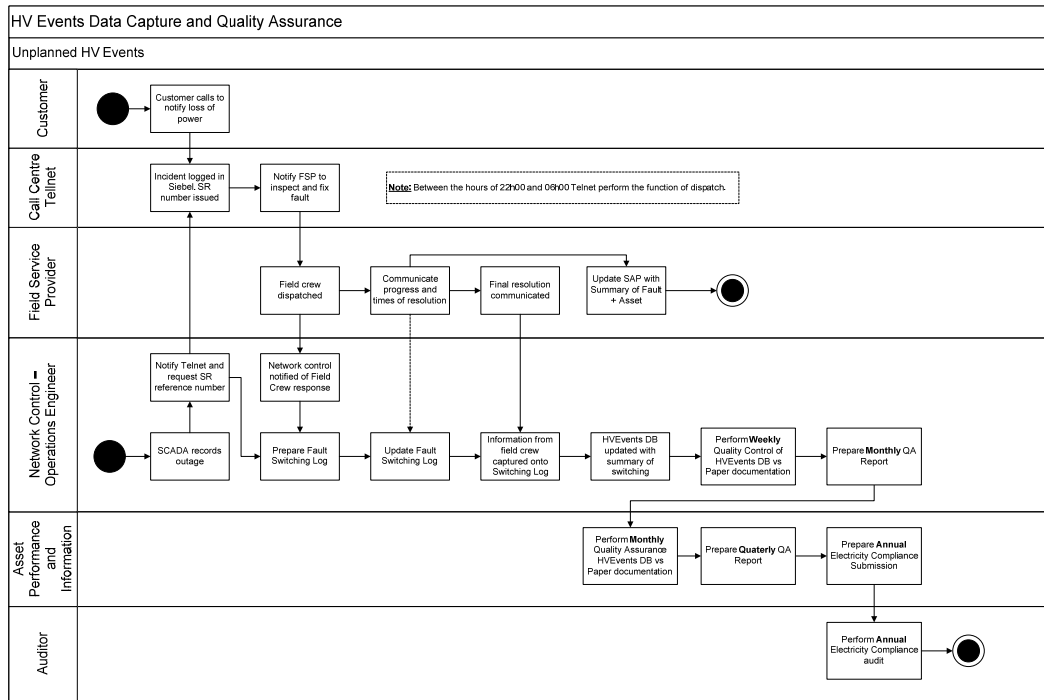 HV Events Data Capture and Quality Assurance
Unplanned HV Events
Customer
Customer calls to
notify loss of
power
Call Centre
Tellnet
Incident logged in
Siebel. SR
number issued
Notify FSP to
inspect and fix
fault
Note: Between the hours of 22h00 and 06h00 Telnet perform the function of dispatch.
Field Service
Provider
Field crew
dispatched
Communicate
progress and
times of resolution
Final resolution
communicated
Update SAP with
Summary of Fault
+ Asset
Network Control –
Operations Engineer
Notify Telnet and
request SR
reference number
Network control
notified of Field
Crew response
SCADA records
outage
Prepare Fault
Switching Log
Update Fault
Switching Log
Information from
field crew
captured onto
Switching Log
HVEvents DB
updated with
summary of
switching
Perform Weekly
Quality Control of
HVEvents DB vs
Paper documentation
Prepare Monthly QA
Report
Asset
Performance
and
Information
Perform Monthly
Quality Assurance
HVEvents DB vs
Paper documentation
Prepare Quaterly QA
Report
Prepare Annual
Electricity Compliance
Submission
Auditor
Perform Annual
Electricity Compliance
audit